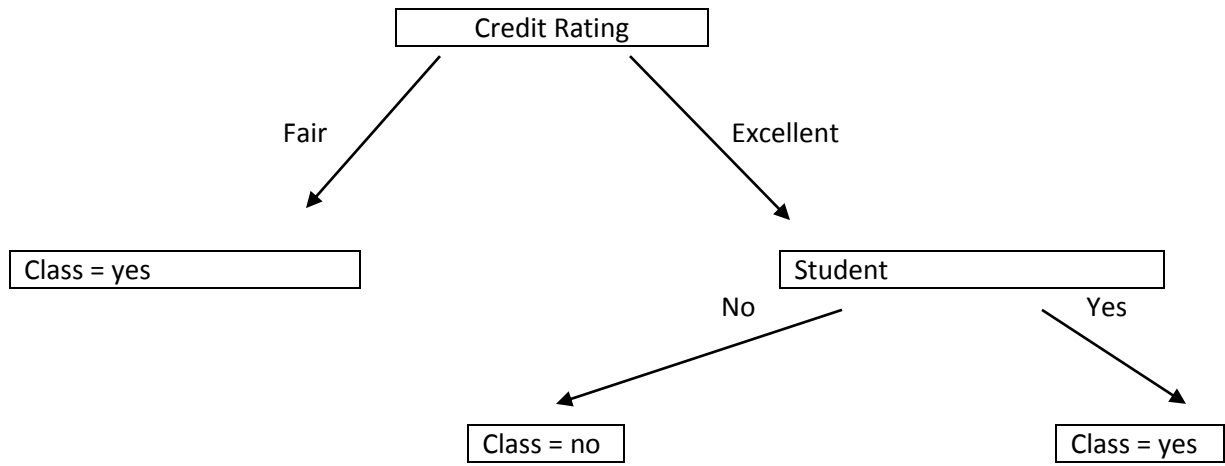 Credit Rating
Fair
Excellent
Class = yes
Student
No
Yes
Class = no
Class = yes